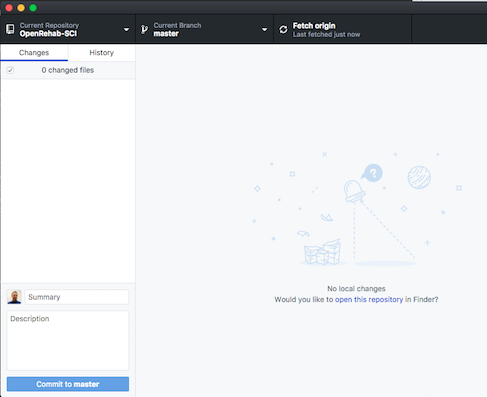 Current Repository
OpenRehab-SCI
Current Branch
master
Fetch origin
Last fetched just now
Changes
History
0 changed files
?
No local changes
Would you like to open this repository in Finder?
Summary
Description
Commit to master